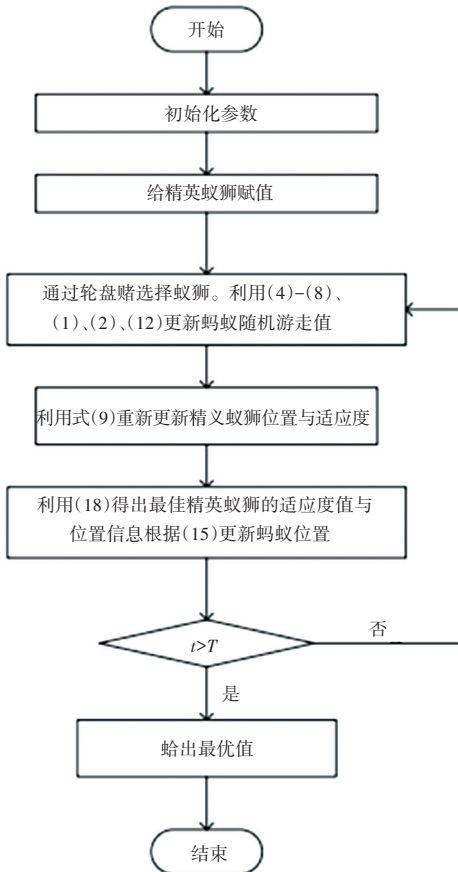 开始
初始化参数
给精英蚁狮赋值
通过轮盘赌选择蚁狮。利用(4)-(8)、
(1)、(2)、(12)更新蚂蚁随机游走值
利用式(9)重新更新精义蚁狮位置与适应度
利用(18)得出最佳精英蚁狮的适应度值与
位置信息根据(15)更新蚂蚁位置
t>T
否
是
蛤出最优值
结束